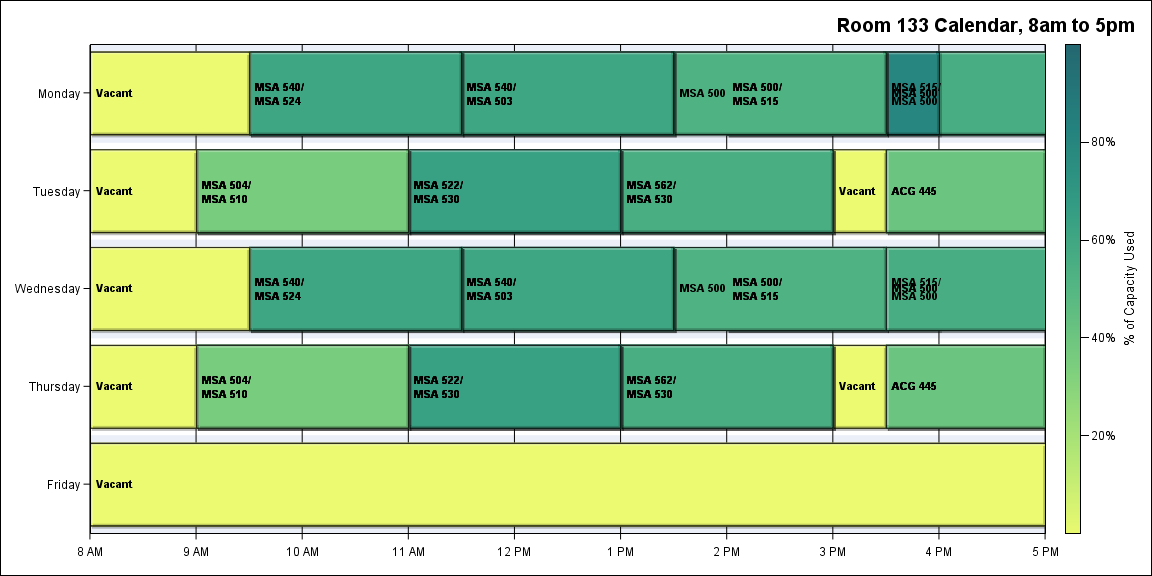 Room 133 Calendar, 8am to 5pm
Monday
Vacant
MSA 540/
MSA 524
MSA 540/
MSA 503
MSA 500
MSA 500/
MSA 515
MSA 515/
MSA 500
MSA 500
Tuesday
Vacant
MSA 504/
MSA 510
MSA 522/
MSA 530
MSA 562/
MSA 530
Vacant
ACG 445
Wednesday
Vacant
MSA 540/
MSA 524
MSA 540/
MSA 503
MSA 500
MSA 500/
MSA 515
MSA 515/
MSA 500
MSA 500
Thursday
Vacant
MSA 504/
MSA 510
MSA 522/
MSA 530
MSA 562/
MSA 530
Vacant
ACG 445
Friday
Vacant
8 AM
9 AM
10 AM
11 AM
12 PM
1 PM
2 PM
3 PM
4 PM
5 PM
80%
60%
40%
20%
% of Capacity Used